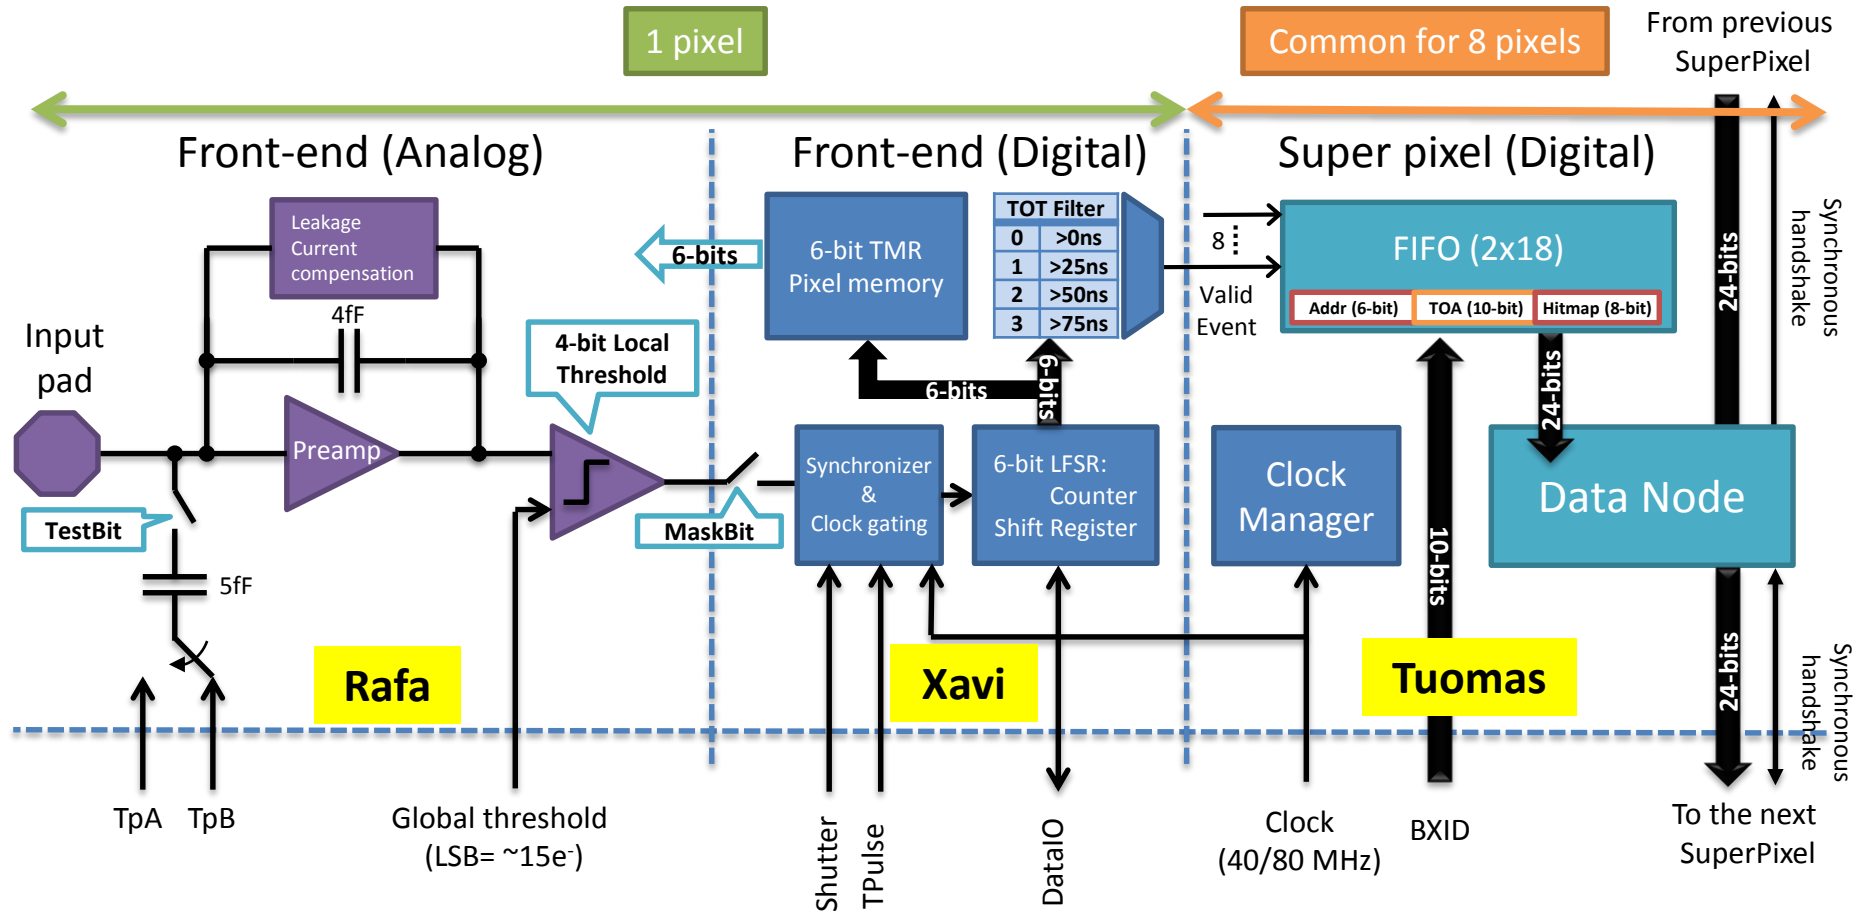 1 pixel
Common for 8 pixels
From previous
SuperPixel
Front-end (Analog)
Front-end (Digital)
Super pixel (Digital)
Leakage
Current
compensation
4fF
Input
pad
Preamp
TestBit
5fF
TpA
TpB
Rafa
4-bit Local
Threshold
Global threshold
(LSB= ~15e-)
MaskBit
6-bits
6-bit TMR
Pixel memory
TOT Filter
0 >0ns
1 >25ns
2 >50ns
3 >75ns
6-bits
6-bits
Synchronizer
&
Clock gating
6-bit LFSR:
Counter
Shift Register
Xavi
Shutter
TPulse
DataIO
8
Valid
Event
FIFO (2x18)
Addr (6-bit)
TOA (10-bit)
Hitmap (8-bit)
24-bits
24-bits
Synchronous
handshake
Clock
Manager
Data Node
10-bits
Tuomas
24-bits
Synchronous
handshake
Clock
(40/80 MHz)
BXID
To the next
SuperPixel